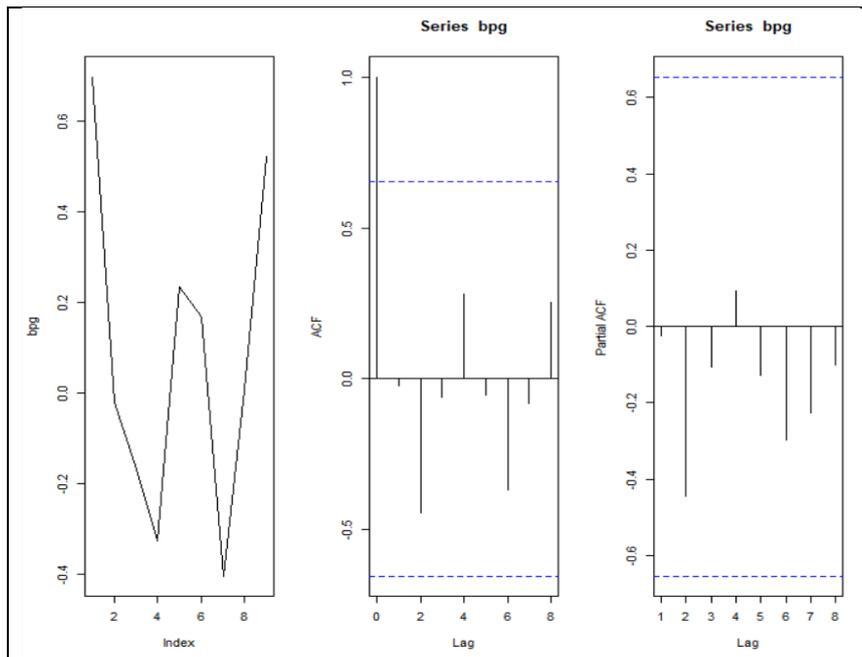 bpg
0.6
0.4
0.2
0.0
-0.2
-0.4
2 4 6 8
Index
Series bpg
ACF
1.0
0.5
0.0
-0.5
0 2 4 6 8
Lag
Series bpg
Partial ACF
0.6
0.4
0.2
0.0
-0.2
-0.4
-0.6
1 2 3 4 5 6 7 8
Lag